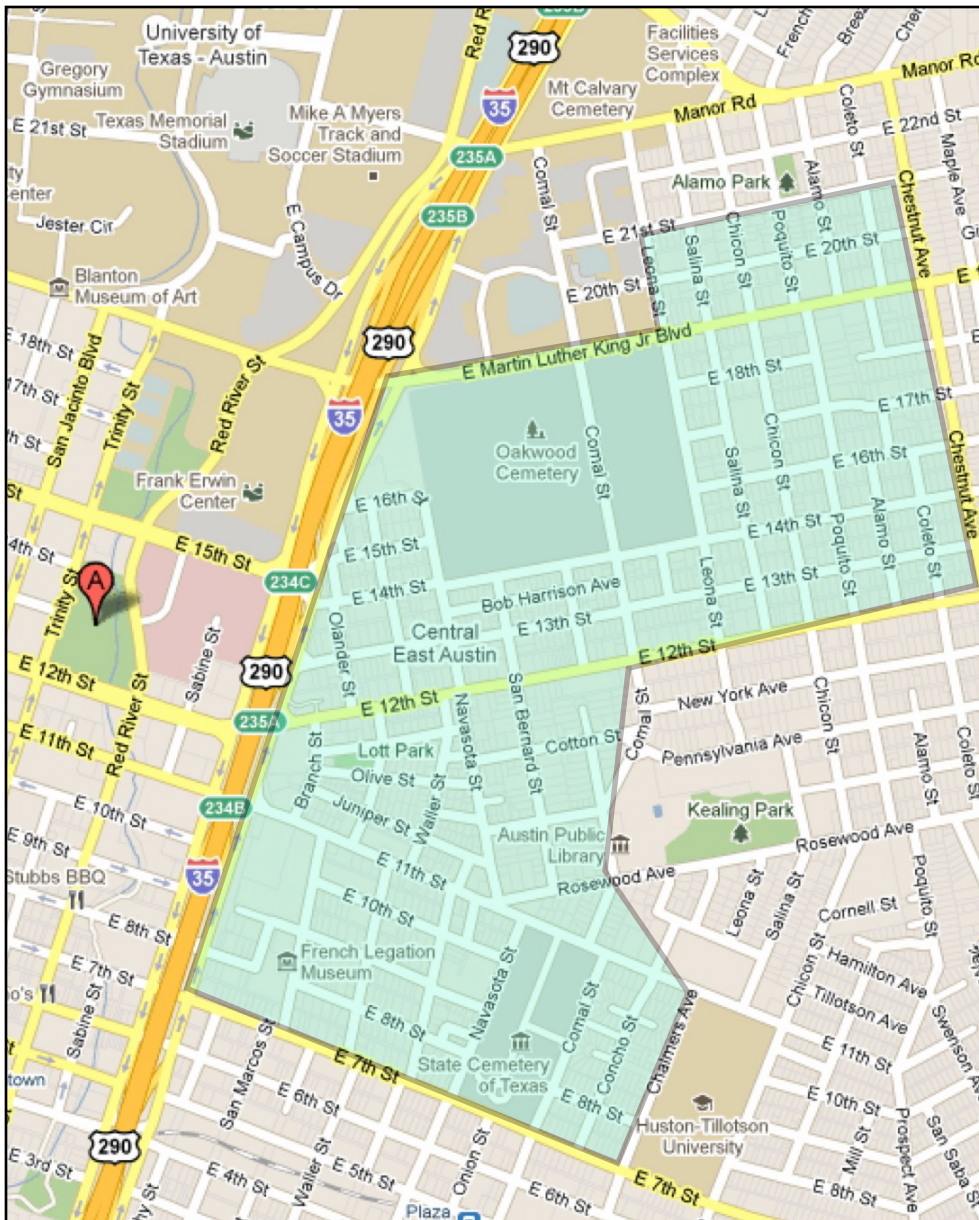 235B
Red Ri
290
University of
Texas - Austin
Facilities
Services
Complex
French
Breez
Che
Gregory
Gymnasium
35
Mt Calvary
Cemetery
Manor Rd
Manor Rd
Coleto St
E 22nd St
Mike A Myers
Track and
Soccer Stadium
Texas Memorial
Stadium
E 21st St
235A
Comal St
Alamo Park
Alamo St
Maple Ave
ity
Center
Jester Cir
E Campus Dr
235B
E 21st St
Leona St
Salina St
Chicon St
Poquito St
E 20th St
Chestnut Ave
Blanton
Museum of Art
E 20th St
290
E Martin Luther King Jr Blvd
E 18th St
17th St
th St
San Jacinto Blvd
Trinity St
Red River St
35
E 18th St
E 17th St
Oakwood
Cemetery
Comal St
Chicon St
Salina St
E 16th St
Chestnut Ave
Frank Erwin
Center
E 16th S
St
E 15th St
E 15th St
E 14th St
Poquito St
Alamo St
Coleto St
4th St
A
Trinity St
234C
E 14th St
Bob Harrison Ave
Leona St
E 13th St
Olander St
Central
East Austin
E 13th St
Sabine St
290
E 12th St
E 12th St
235A
E 12th St
Navasota St
San Bernard St
Comal St
New York Ave
Chicon St
E 11th St
Red River St
Branch St
Lott Park
Cotton St
Pennsylvania Ave
Alamo St
Coleto St
E 10th St
234B
Olive St
Juniper St
Waller St
Kealing Park
E 9th St
Austin Public
Library
Rosewood Ave
35
Stubbs BBQ
E 11th St
Rosewood Ave
Poquito St
E 8th St
E 10th St
Leona St
Salina St
Cornell St
E 7th St
French Legation
Museum
Navasota St
Chicon St
Hamilton Ave
o's
Tillotson Ave
Swenson Av
Sabine St
E 8th St
Comal St
Concho St
Chalmers Ave
State Cemetery
of Texas
E 11th St
town
San Marcos St
E 7th St
E 8th St
Huston-Tillotson
University
E 10th St
Mill St
Prospect Ave
San Saba
E 6th St
290
E 3rd St
E 4th St
Waller St
E 5th St
Onion St
E 6th St
E 7th St
E 8th St
Plaza